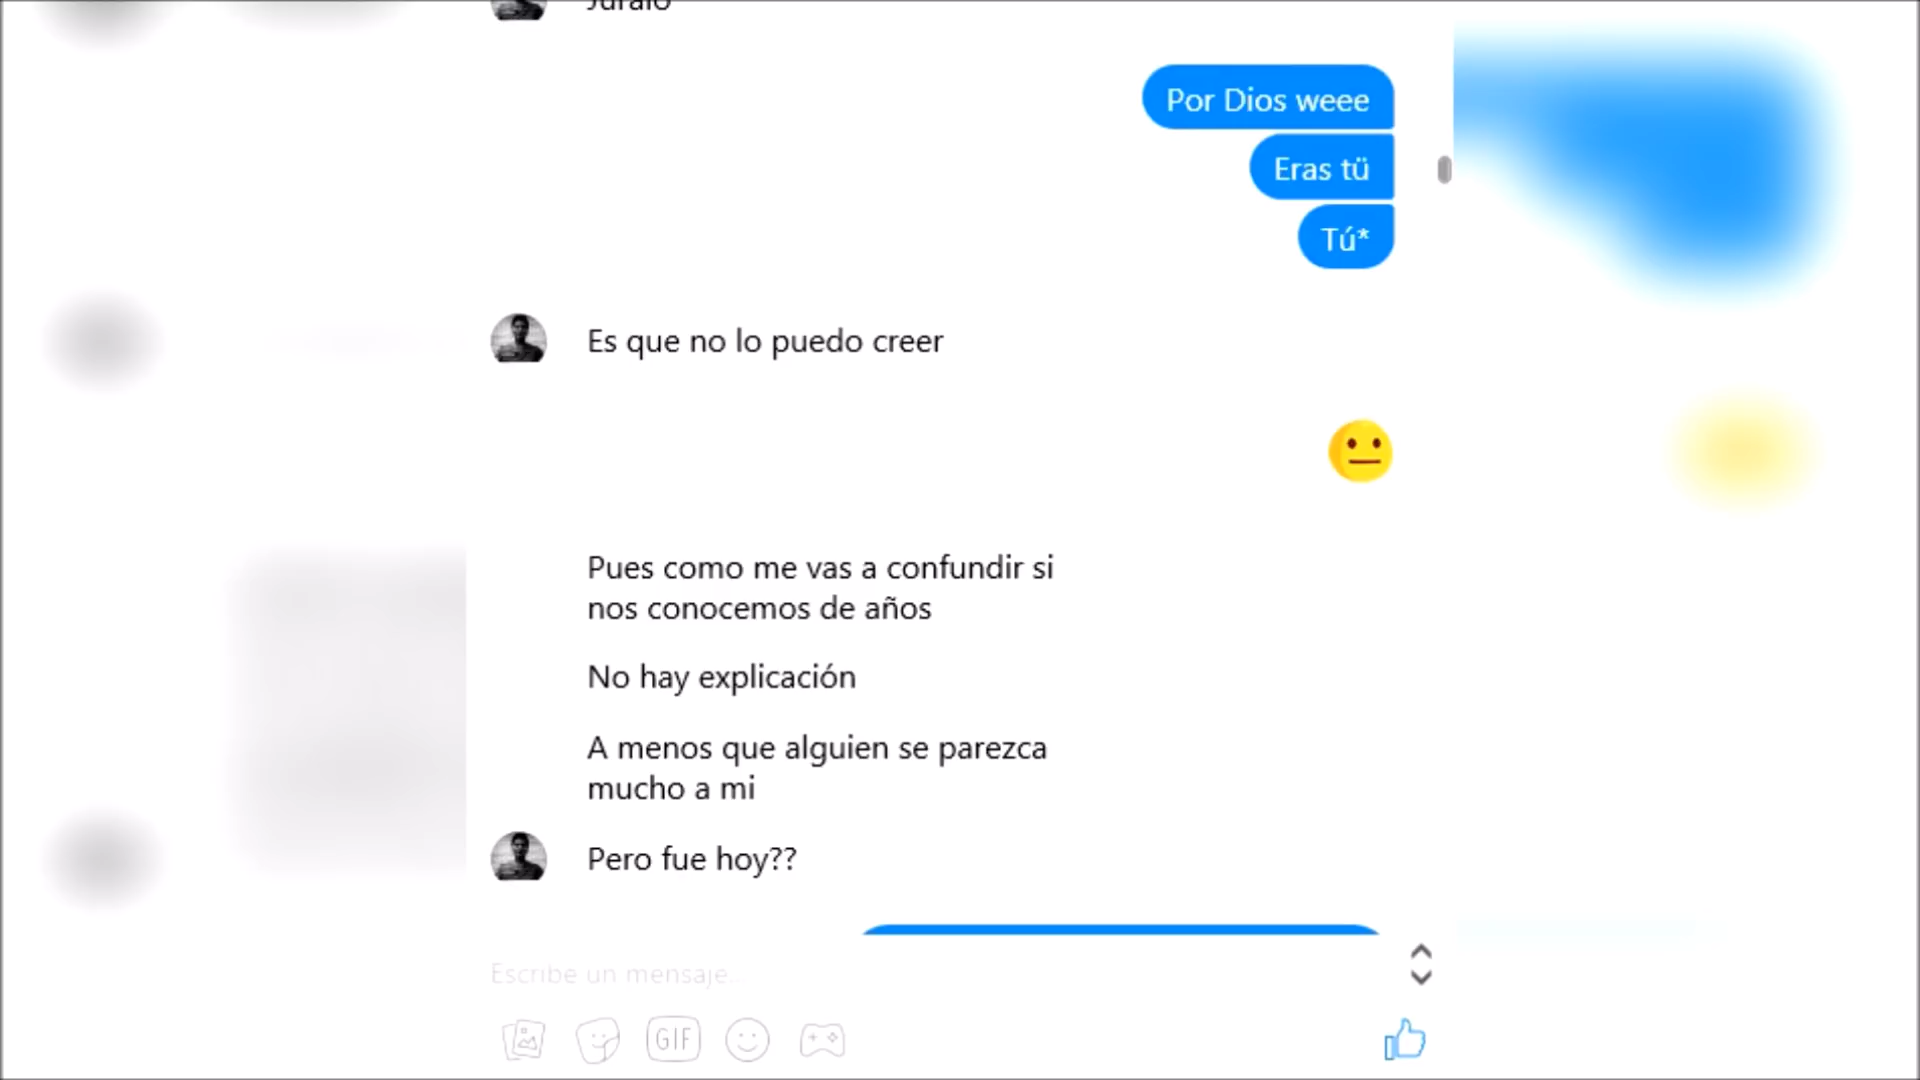 Júralo
Por Dios weee
Eras tü
Tú*
Es que no lo puedo creer
Pues como me vas a confundir si
nos conocemos de años
No hay explicación
A menos que alguien se parezca
mucho a mi
Pero fue hoy??
Escribe un mensaje...
GIF